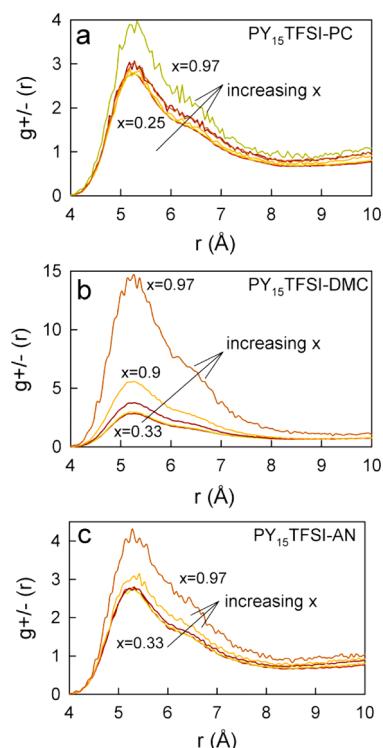 a
PY₁₅TFSI-PC
x=0.97
increasing x
x=0.25
g+/- (r)
4
3
2
1
0
4 5 6 7 8 9 10
r (Å)
b
PY₁₅TFSI-DMC
x=0.97
increasing x
x=0.9
x=0.33
g+/- (r)
15
10
5
0
4 5 6 7 8 9 10
r (Å)
c
PY₁₅TFSI-AN
x=0.97
increasing x
x=0.33
g+/- (r)
4
3
2
1
0
4 5 6 7 8 9 10
r (Å)